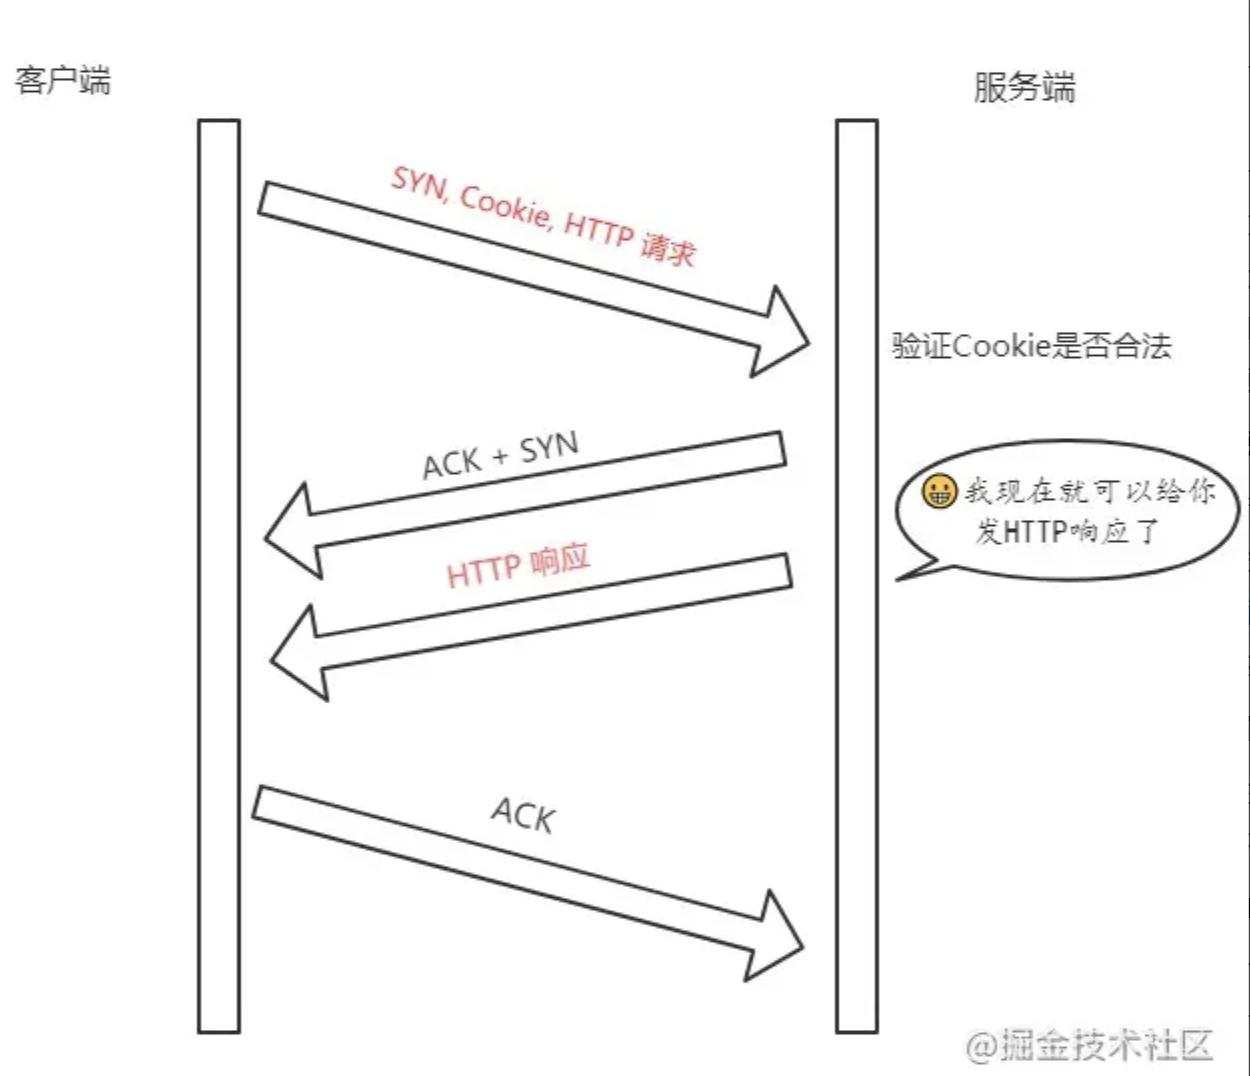 客户端
服务端
SYN, Cookie, HTTP 请求
验证Cookie是否合法
ACK + SYN
我现在就可以给你
发HTTP响应了
HTTP 响应
ACK
@掘金技术社区